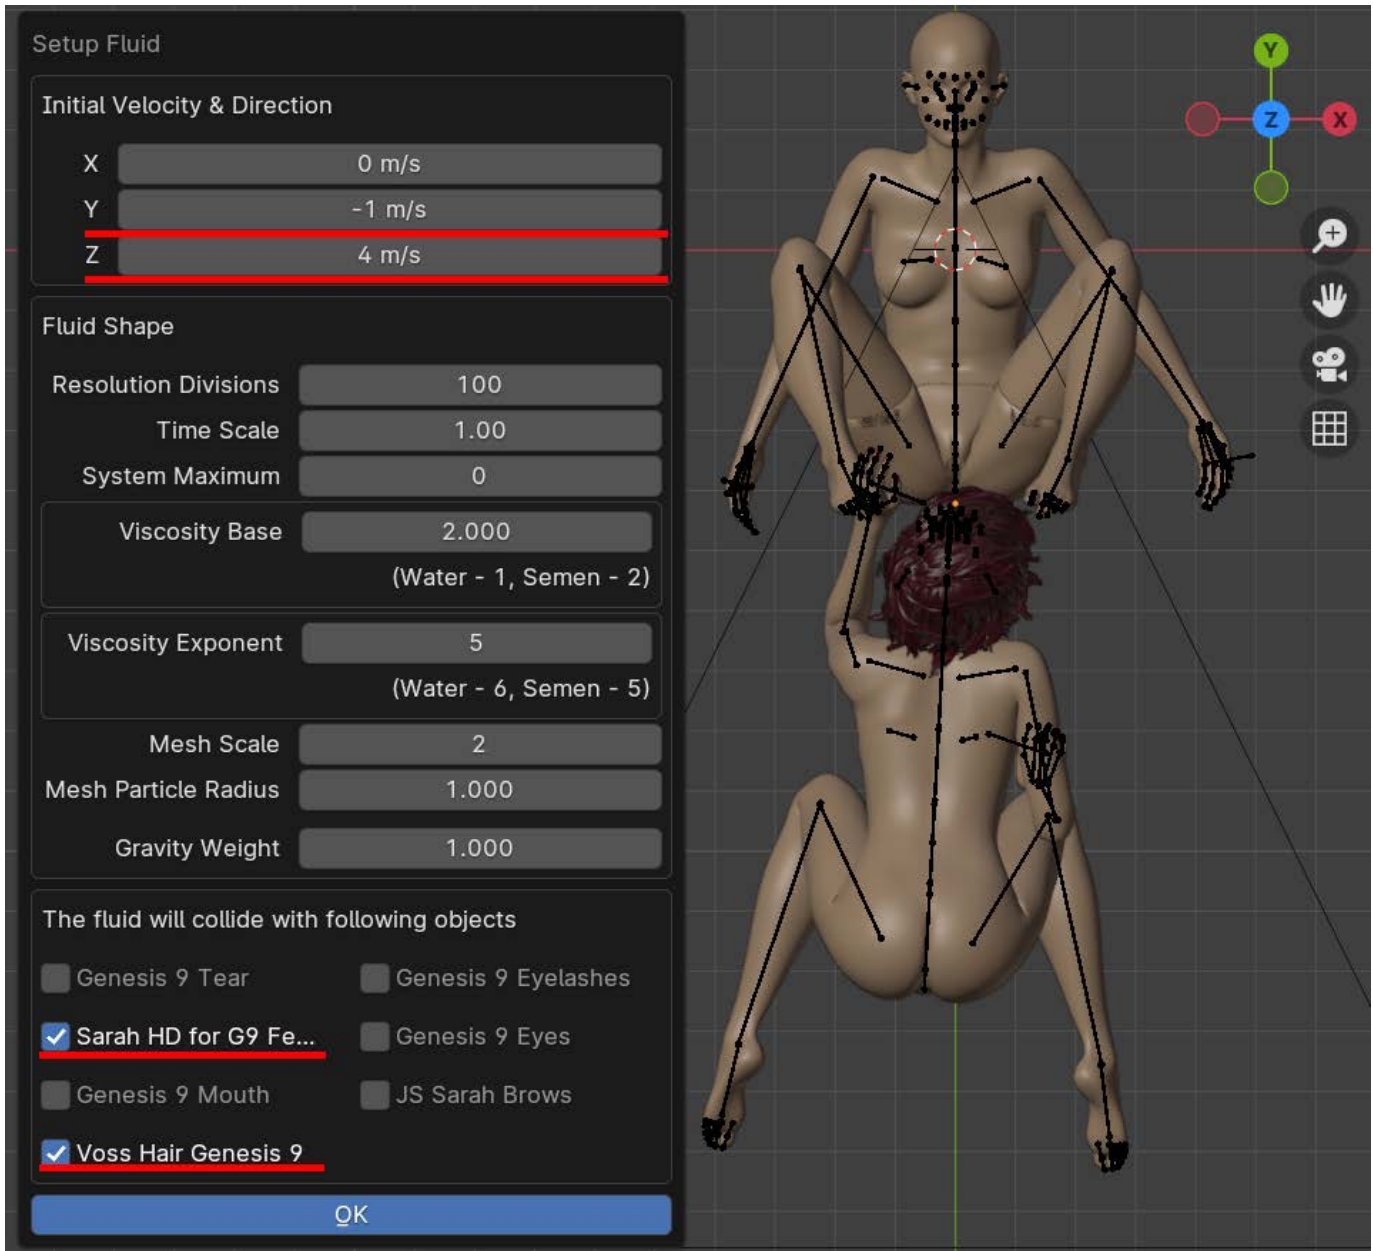 Setup Fluid
Initial Velocity & Direction
X 0 m/s
Y -1 m/s
Z 4 m/s
Fluid Shape
Resolution Divisions 100
Time Scale 1.00
System Maximum 0
Viscosity Base 2.000
(Water - 1, Semen - 2)
Viscosity Exponent 5
(Water - 6, Semen - 5)
Mesh Scale 2
Mesh Particle Radius 1.000
Gravity Weight 1.000
The fluid will collide with following objects
Genesis 9 Tear Genesis 9 Eyelashes
Sarah HD for G9 Fe... Genesis 9 Eyes
Genesis 9 Mouth JS Sarah Brows
Voss Hair Genesis 9
OK
Y
Z X